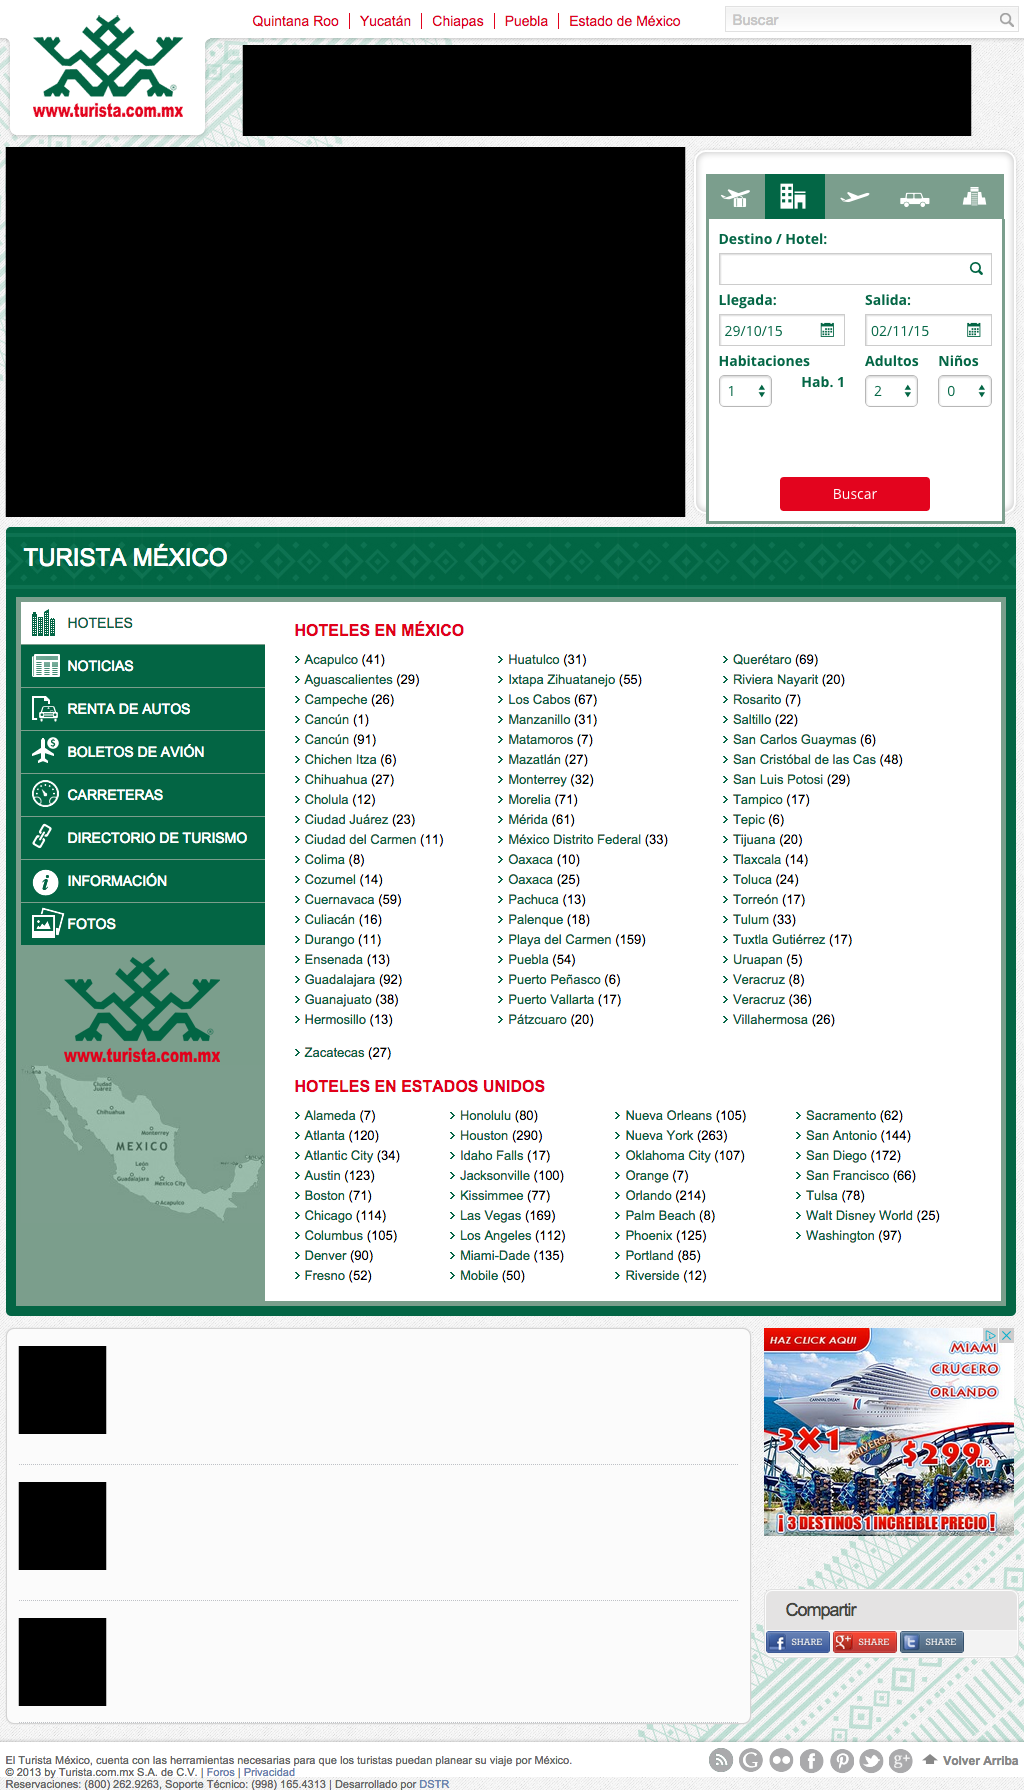 Quintana Roo | Yucatán | Chiapas | Puebla | Estado de México
Buscar
www.turista.com.mx
Destino / Hotel:
Llegada: Salida:
29/10/15 02/11/15
Habitaciones Adultos Niños
1 Hab. 1 2 0
Buscar
TURISTA MÉXICO
HOTELES
NOTICIAS
RENTA DE AUTOS
BOLETOS DE AVIÓN
CARRETERAS
DIRECTORIO DE TURISMO
INFORMACIÓN
FOTOS
www.turista.com.mx
Ciudad Juárez
Chihuahua
Monterrey
MEXICO
León
Guadalajara
Mexico City
Acapulco
HOTELES EN MÉXICO
Acapulco (41)
Aguascalientes (29)
Campeche (26)
Cancún (1)
Cancún (91)
Chichen Itza (6)
Chihuahua (27)
Cholula (12)
Ciudad Juárez (23)
Ciudad del Carmen (11)
Colima (8)
Cozumel (14)
Cuernavaca (59)
Culiacán (16)
Durango (11)
Ensenada (13)
Guadalajara (92)
Guanajuato (38)
Hermosillo (13)
Huatulco (31)
Ixtapa Zihuatanejo (55)
Los Cabos (67)
Manzanillo (31)
Matamoros (7)
Mazatlán (27)
Monterrey (32)
Morelia (71)
Mérida (61)
México Distrito Federal (33)
Oaxaca (10)
Oaxaca (25)
Pachuca (13)
Palenque (18)
Playa del Carmen (159)
Puebla (54)
Puerto Peñasco (6)
Puerto Vallarta (17)
Pátzcuaro (20)
Querétaro (69)
Riviera Nayarit (20)
Rosarito (7)
Saltillo (22)
San Carlos Guaymas (6)
San Cristóbal de las Cas (48)
San Luis Potosi (29)
Tampico (17)
Tepic (6)
Tijuana (20)
Tlaxcala (14)
Toluca (24)
Torreón (17)
Tulum (33)
Tuxtla Gutiérrez (17)
Uruapan (5)
Veracruz (8)
Veracruz (36)
Villahermosa (26)
Zacatecas (27)
HOTELES EN ESTADOS UNIDOS
Alameda (7)
Atlanta (120)
Atlantic City (34)
Austin (123)
Boston (71)
Chicago (114)
Columbus (105)
Denver (90)
Fresno (52)
Honolulu (80)
Houston (290)
Idaho Falls (17)
Jacksonville (100)
Kissimmee (77)
Las Vegas (169)
Los Angeles (112)
Miami-Dade (135)
Mobile (50)
Nueva Orleans (105)
Nueva York (263)
Oklahoma City (107)
Orange (7)
Orlando (214)
Palm Beach (8)
Phoenix (125)
Portland (85)
Riverside (12)
Sacramento (62)
San Antonio (144)
San Diego (172)
San Francisco (66)
Tulsa (78)
Walt Disney World (25)
Washington (97)
HAZ CLICK AQUI
MIAMI
CRUCERO
ORLANDO
CARNIVAL DREAM
3X1 UNIVERSAL Orlando $299 P.P.
¡ 3 DESTINOS 1 INCREIBLE PRECIO !
Compartir
SHARE SHARE SHARE
El Turista México, cuenta con las herramientas necesarias para que los turistas puedan planear su viaje por México.
© 2013 by Turista.com.mx S.A. de C.V. | Foros | Privacidad
Reservaciones: (800) 262.9263, Soporte Técnico: (998) 165.4313 | Desarrollado por DSTR
Volver Arriba